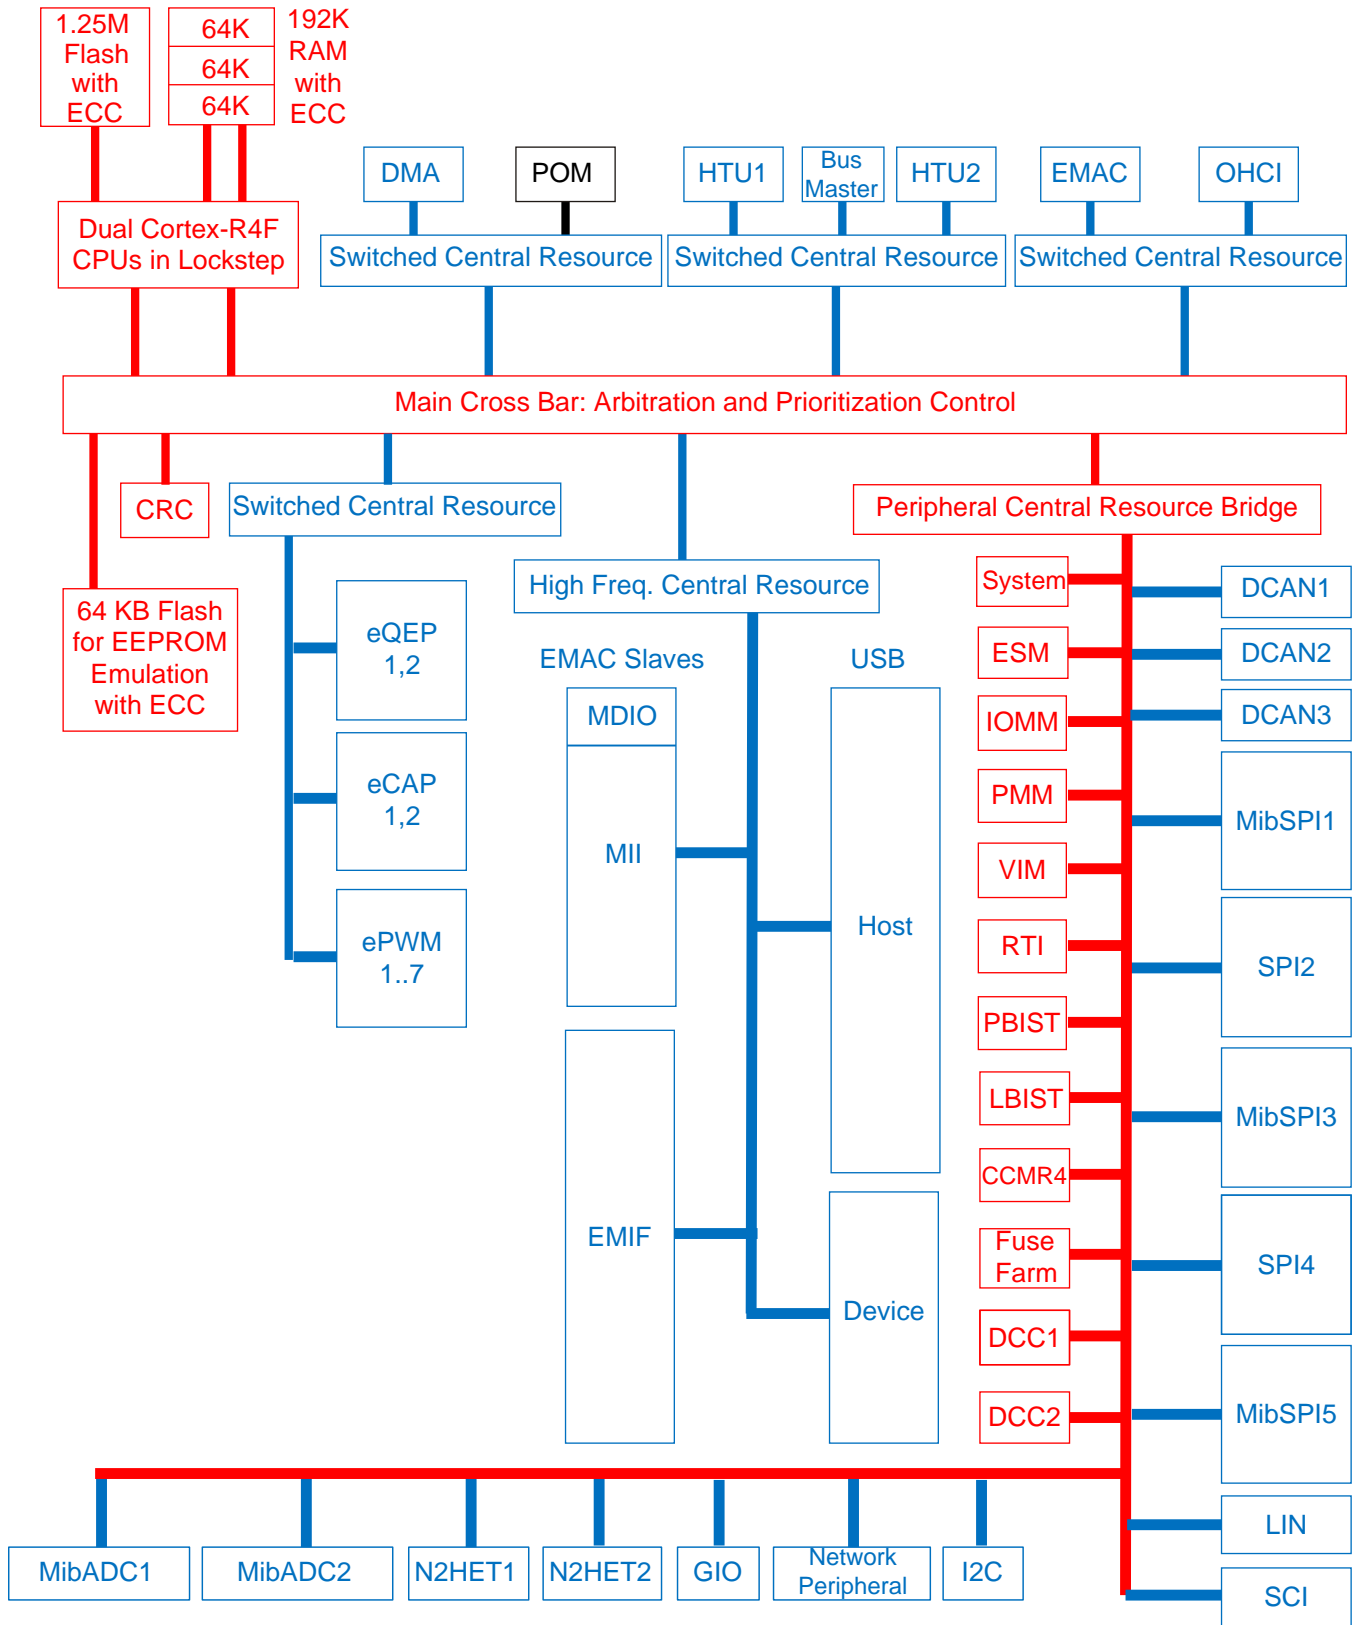 1.25M
Flash
with
ECC
64K
64K
64K
192K
RAM
with
ECC
DMA
POM
HTU1
Bus
Master
HTU2
EMAC
OHCI
Dual Cortex-R4F
CPUs in Lockstep
Switched Central Resource
Switched Central Resource
Switched Central Resource
Main Cross Bar: Arbitration and Prioritization Control
CRC
Switched Central Resource
Peripheral Central Resource Bridge
64 KB Flash
for EEPROM
Emulation
with ECC
High Freq. Central Resource
eQEP
1,2
eCAP
1,2
ePWM
1..7
EMAC Slaves
MDIO
MII
EMIF
USB
Host
Device
System
ESM
IOMM
PMM
VIM
RTI
PBIST
LBIST
CCMR4
Fuse
Farm
DCC1
DCC2
DCAN1
DCAN2
DCAN3
MibSPI1
SPI2
MibSPI3
SPI4
MibSPI5
LIN
SCI
MibADC1
MibADC2
N2HET1
N2HET2
GIO
Network
Peripheral
I2C